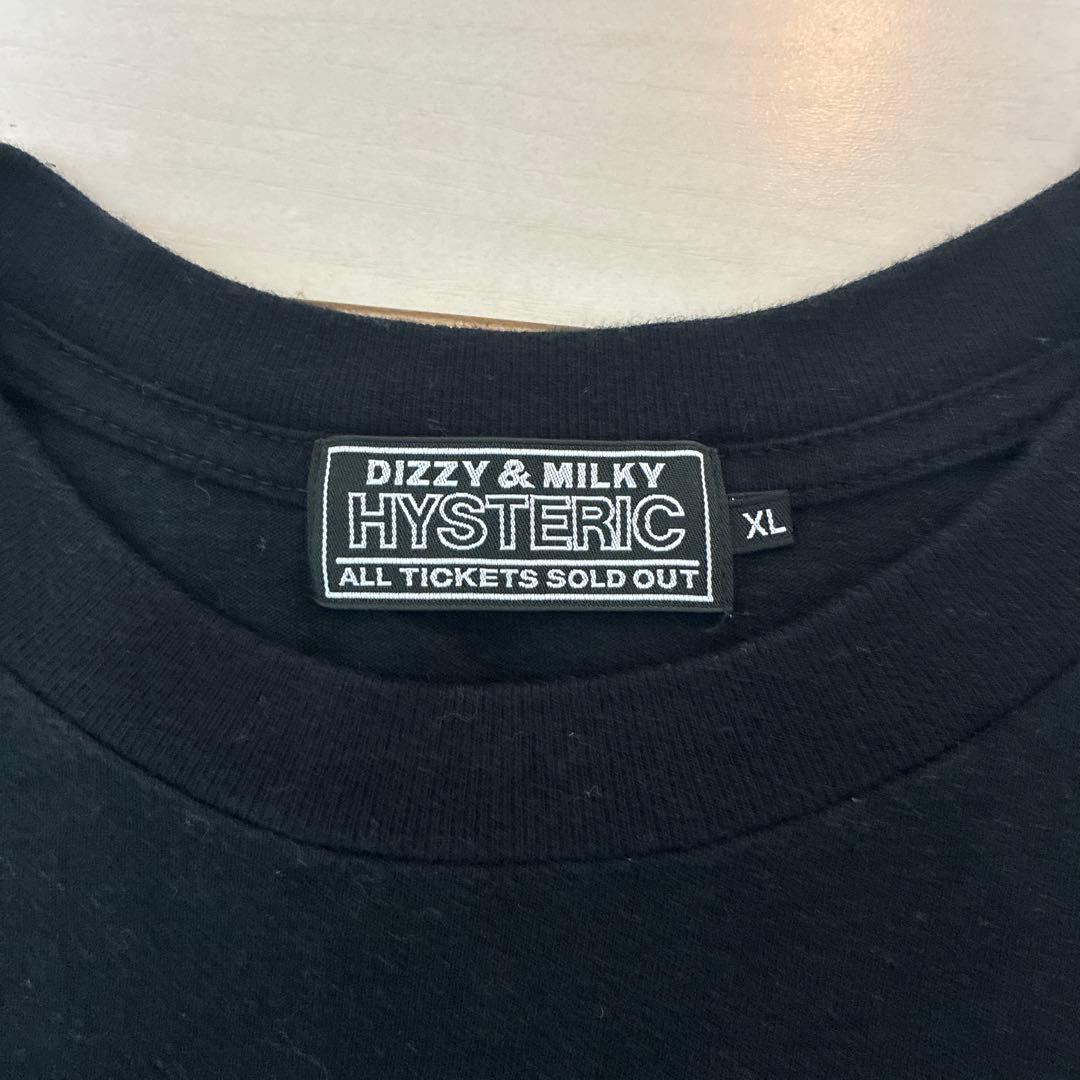 DIZZY & MILKY
HYSTERIC
ALL TICKETS SOLD OUT
XL